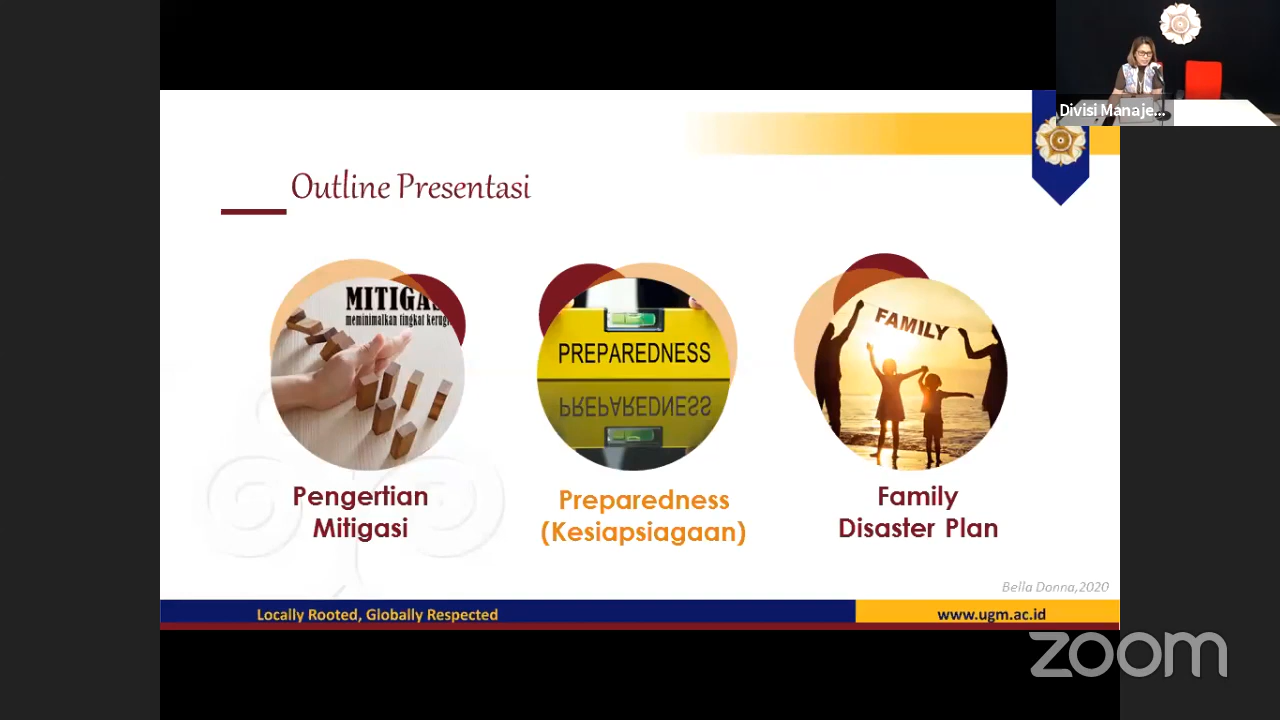 Divisi Manaje...
Outline Presentasi
MITIGA
meminimalkan tingkat kerug
PREPAREDNESS
PREPAREDNESS
FAMILY
Pengertian
Mitigasi
Preparedness
(Kesiapsiagaan)
Family
Disaster Plan
Bella Donna,2020
Locally Rooted, Globally Respected
www.ugm.ac.id
zoom